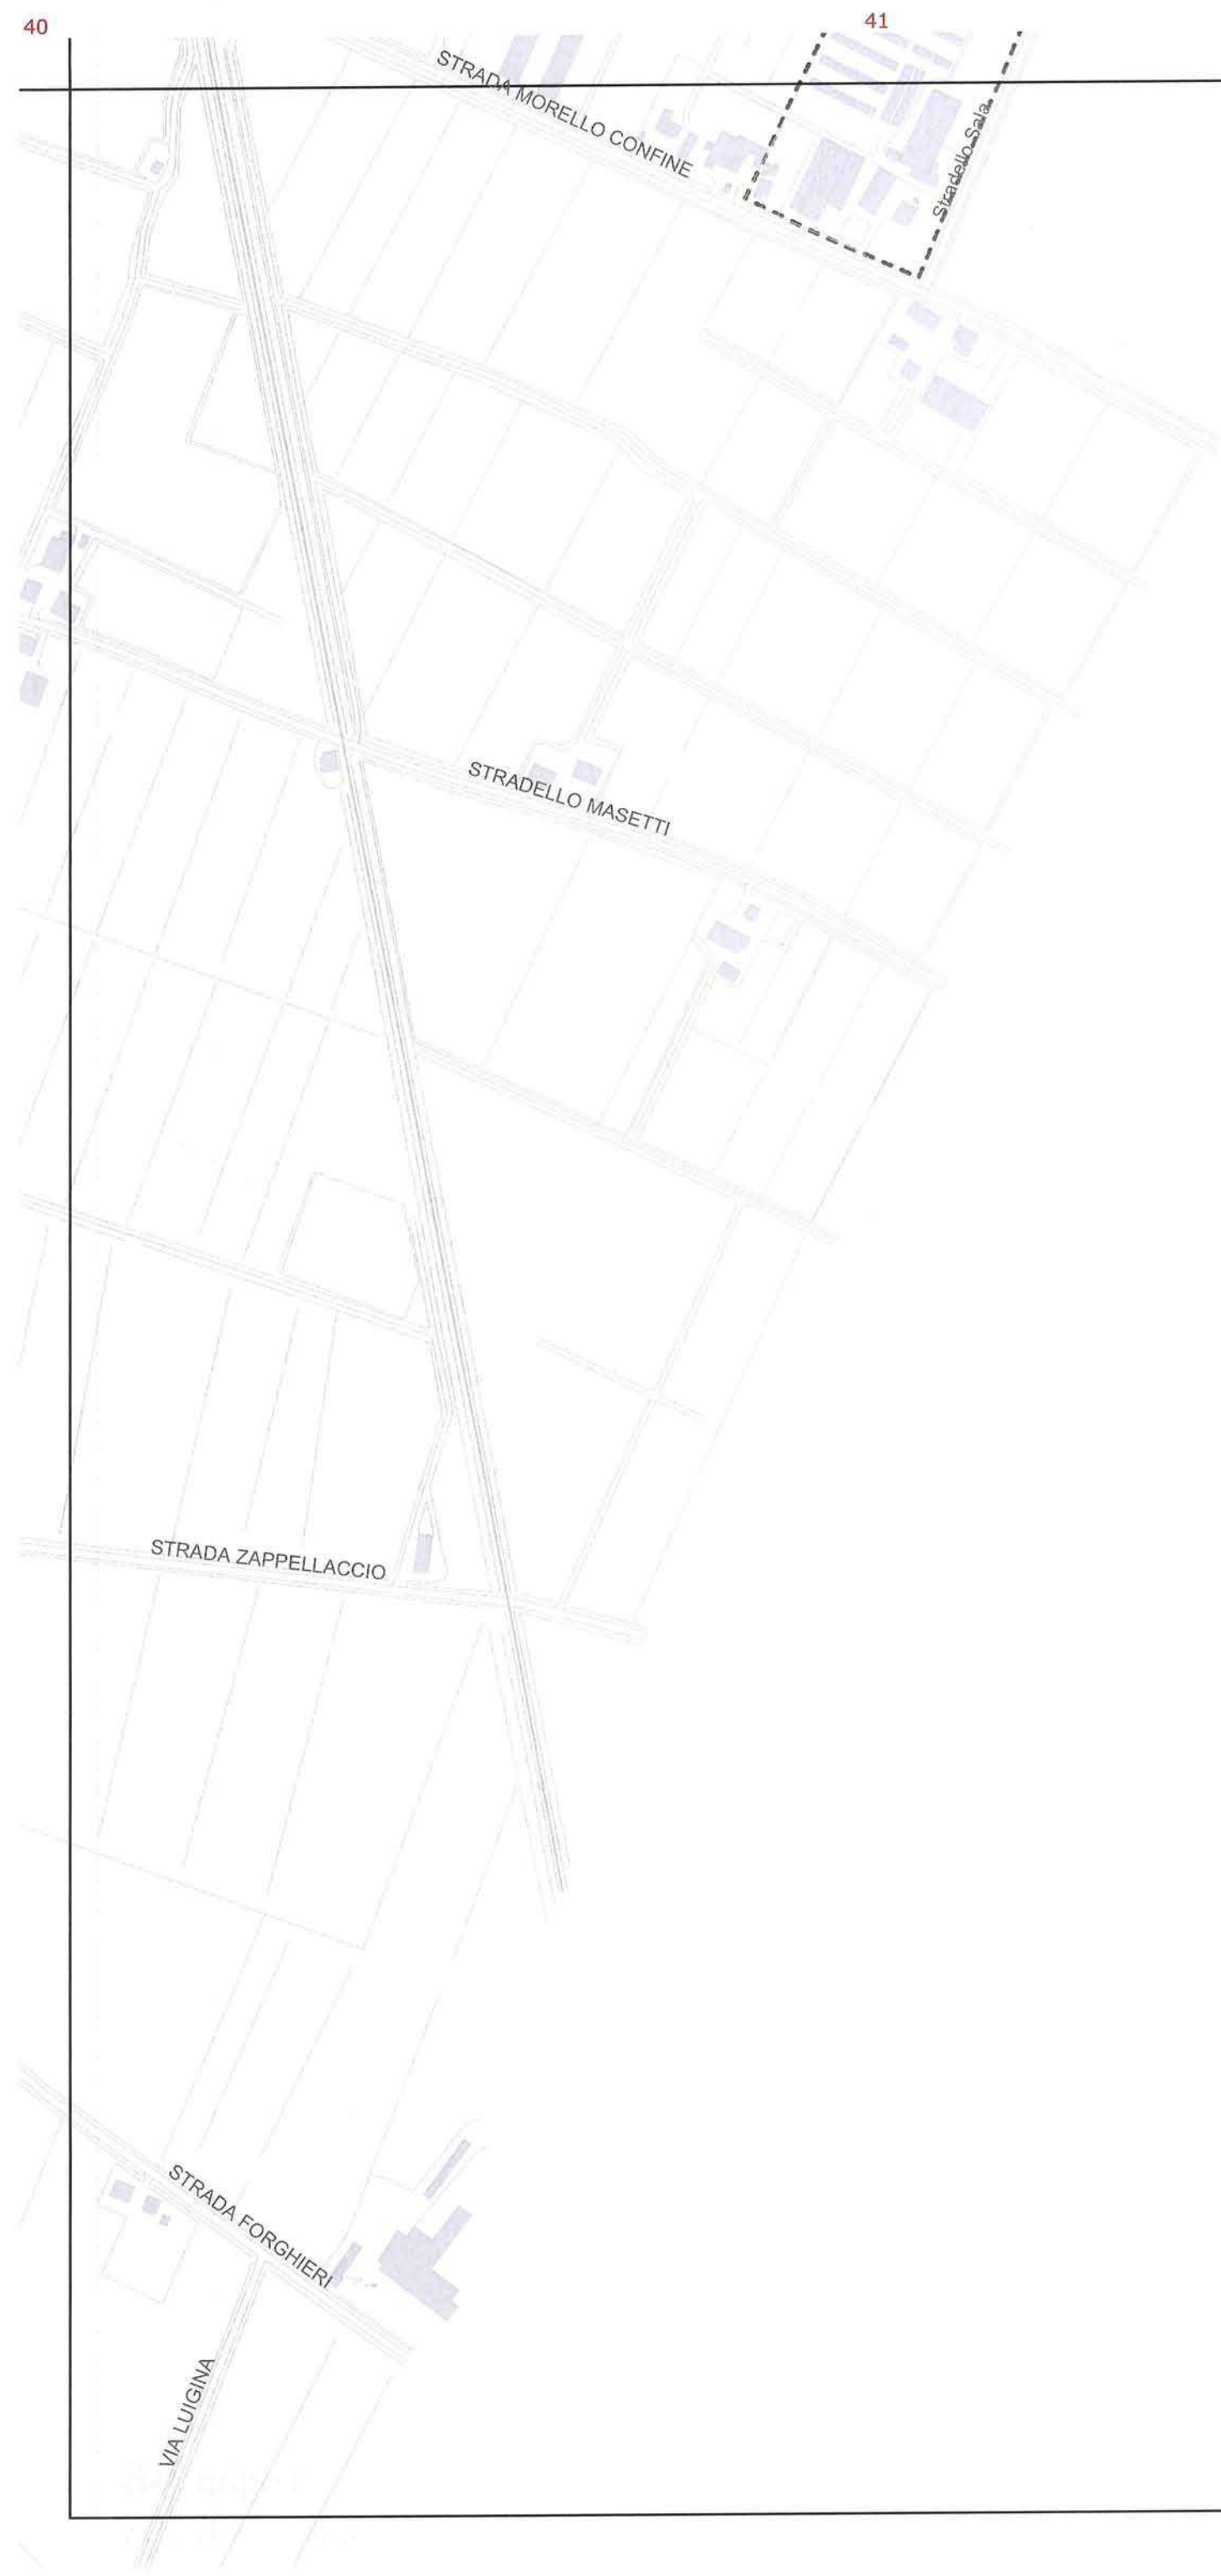 40
41
STRADA MORELLO CONFINE
Stradello Sala
STRADELLO MASETTI
STRADA ZAPPELLACCIO
STRADA FORGHIERI
VIA LUIGINA